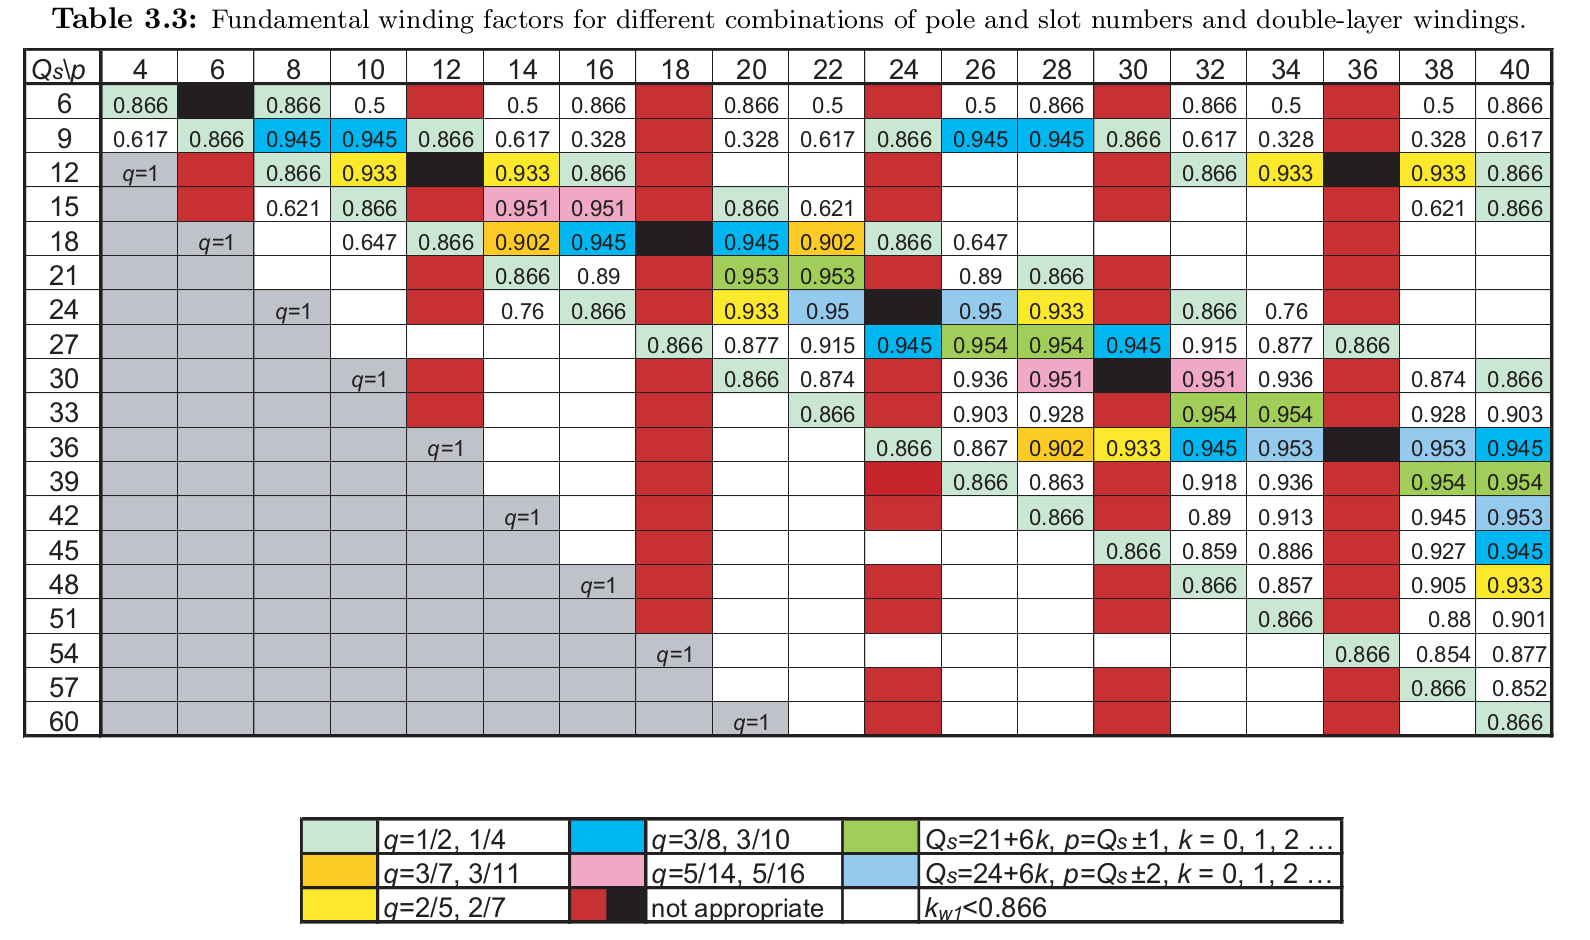 Table 3.3: Fundamental winding factors for different combinations of pole and slot numbers and double-layer windings.
Qs\p 4 6 8 10 12 14 16 18 20 22 24 26 28 30 32 34 36 38 40
6 0.866 0.866 0.5 0.5 0.866 0.866 0.5 0.5 0.866 0.866 0.5 0.5 0.866
9 0.617 0.866 0.945 0.945 0.866 0.617 0.328 0.328 0.617 0.866 0.945 0.945 0.866 0.617 0.328 0.328 0.617
12 q=1 0.866 0.933 0.933 0.866 0.866 0.933 0.933 0.866
15 0.621 0.866 0.951 0.951 0.866 0.621 0.621 0.866
18 q=1 0.647 0.866 0.902 0.945 0.945 0.902 0.866 0.647
21 0.866 0.89 0.953 0.953 0.89 0.866
24 q=1 0.76 0.866 0.933 0.95 0.95 0.933 0.866 0.76
27 0.866 0.877 0.915 0.945 0.954 0.954 0.945 0.915 0.877 0.866
30 q=1 0.866 0.874 0.936 0.951 0.951 0.936 0.874 0.866
33 0.866 0.903 0.928 0.954 0.954 0.928 0.903
36 q=1 0.866 0.867 0.902 0.933 0.945 0.953 0.953 0.945
39 0.866 0.863 0.918 0.936 0.954 0.954
42 q=1 0.866 0.89 0.913 0.945 0.953
45 0.866 0.859 0.886 0.927 0.945
48 q=1 0.866 0.857 0.905 0.933
51 0.866 0.88 0.901
54 q=1 0.866 0.854 0.877
57 0.866 0.852
60 q=1 0.866
q=1/2, 1/4 q=3/8, 3/10 Qs=21+6k, p=Qs±1, k = 0, 1, 2 ...
q=3/7, 3/11 q=5/14, 5/16 Qs=24+6k, p=Qs±2, k = 0, 1, 2 ...
q=2/5, 2/7 not appropriate kw1<0.866